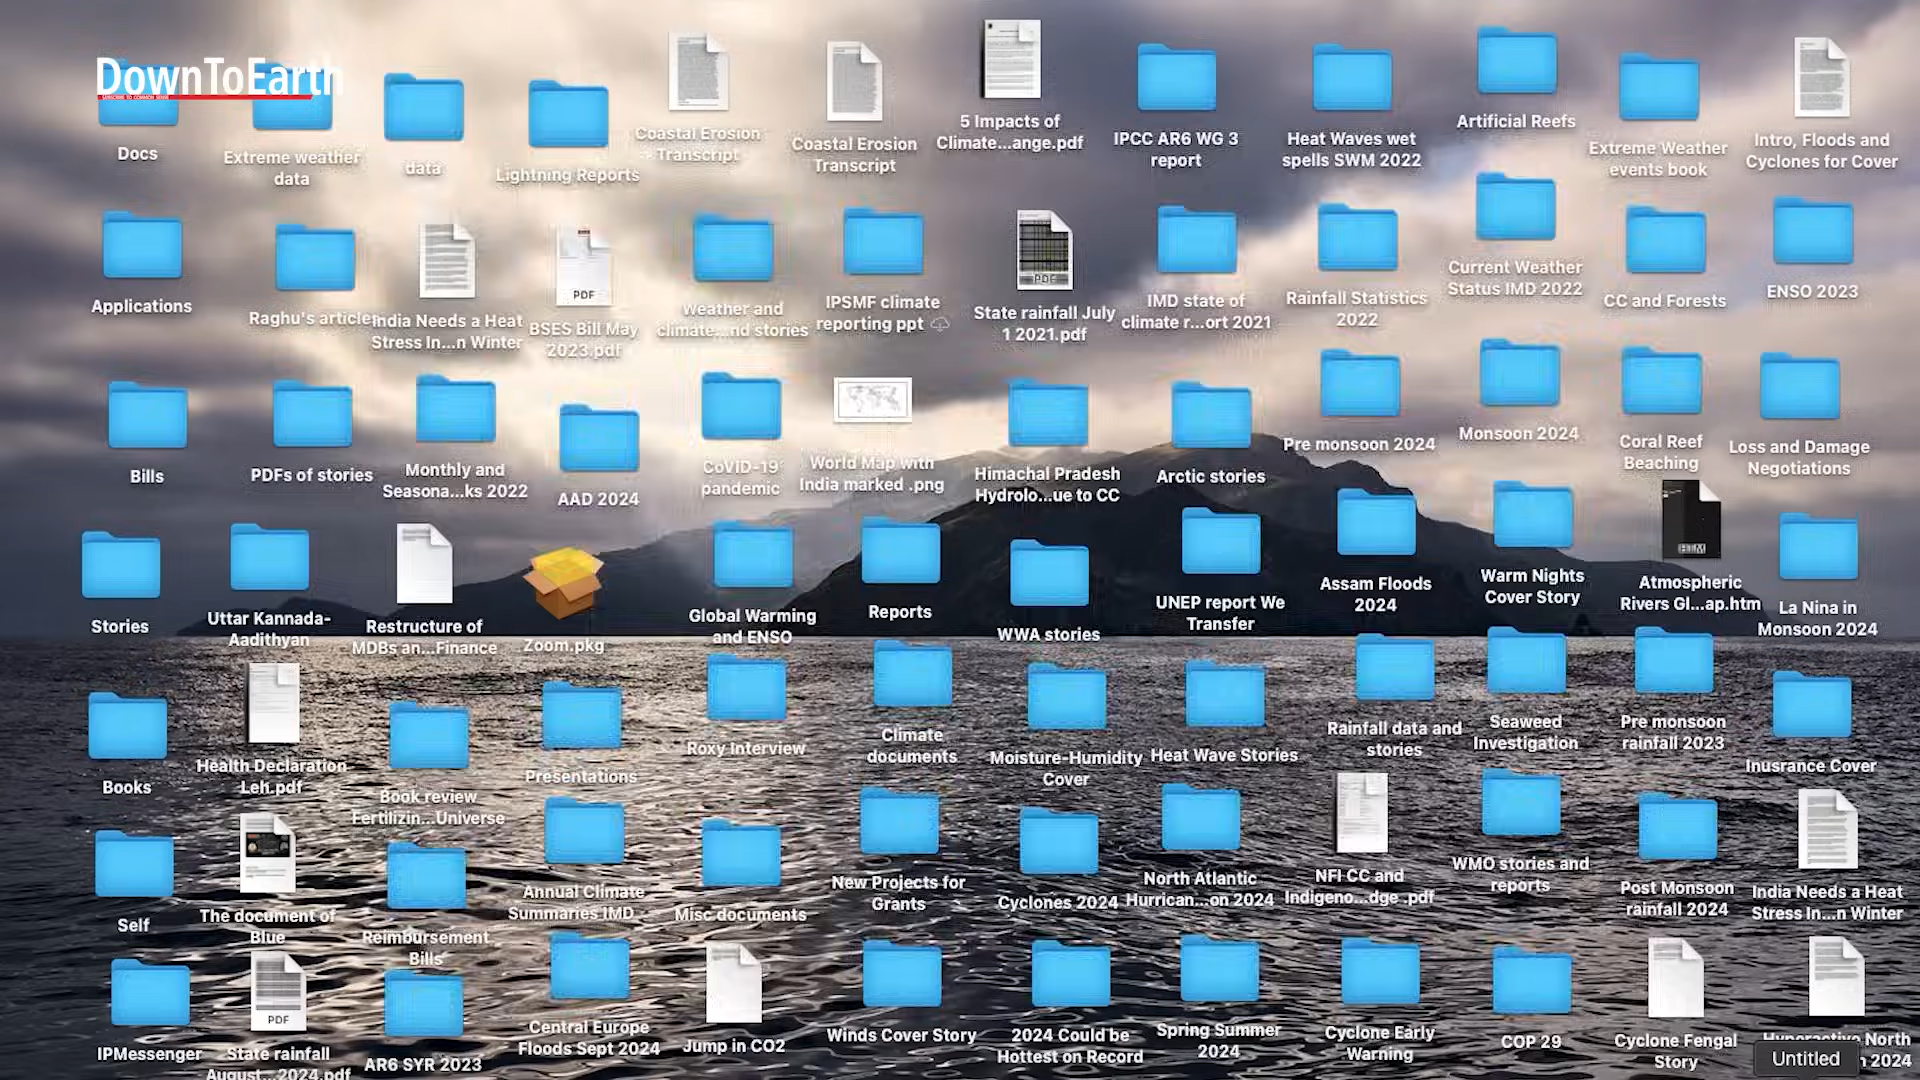 DownToEarth
SUBSCRIBE TO COMMON SENSE
Docs
Extreme weather
data
data
Lightning Reports
Coastal Erosion
Transcript
Coastal Erosion
Transcript
5 Impacts of
Climate...ange.pdf
IPCC AR6 WG 3
report
Heat Waves wet
spells SWM 2022
Artificial Reefs
Extreme Weather
events book
Intro, Floods and
Cyclones for Cover
Applications
Raghu's articles
India Needs a Heat
Stress In...n Winter
PDF
BSES Bill May
2023.pdf
Weather and
climate...nd stories
IPSMF climate
reporting ppt
PDF
State rainfall July
1 2021.pdf
IMD state of
climate r...ort 2021
Rainfall Statistics
2022
Current Weather
Status IMD 2022
CC and Forests
ENSO 2023
Bills
PDFs of stories
Monthly and
Seasona...ks 2022
AAD 2024
CoVID-19
pandemic
World Map with
India marked .png
Himachal Pradesh
Hydrolo...ue to CC
Arctic stories
Pre monsoon 2024
Monsoon 2024
Coral Reef
Beaching
Loss and Damage
Negotiations
Stories
Uttar Kannada-
Aadithyan
Restructure of
MDBs an...Finance
Zoom.pkg
Global Warming
and ENSO
Reports
WWA stories
UNEP report We
Transfer
Assam Floods
2024
Warm Nights
Cover Story
HTM
Atmospheric
Rivers Gl...ap.htm
La Nina in
Monsoon 2024
Books
Health Declaration
Leh.pdf
Book review
Fertilizin...Universe
Presentations
Roxy Interview
Climate
documents
Moisture-Humidity
Cover
Heat Wave Stories
Rainfall data and
stories
Seaweed
Investigation
Pre monsoon
rainfall 2023
Inusrance Cover
Self
The document of
Blue
Reimbursement
Bills
Annual Climate
Summaries IMD
Misc documents
New Projects for
Grants
Cyclones 2024
North Atlantic
Hurrican...on 2024
NFI CC and
Indigeno...dge .pdf
WMO stories and
reports
Post Monsoon
rainfall 2024
India Needs a Heat
Stress In...n Winter
IPMessenger
PDF
State rainfall
August...2024.pdf
AR6 SYR 2023
Central Europe
Floods Sept 2024
Jump in CO2
Winds Cover Story
2024 Could be
Hottest on Record
Spring Summer
2024
Cyclone Early
Warning
COP 29
Cyclone Fengal
Story
Hyperactive North
2024
Untitled